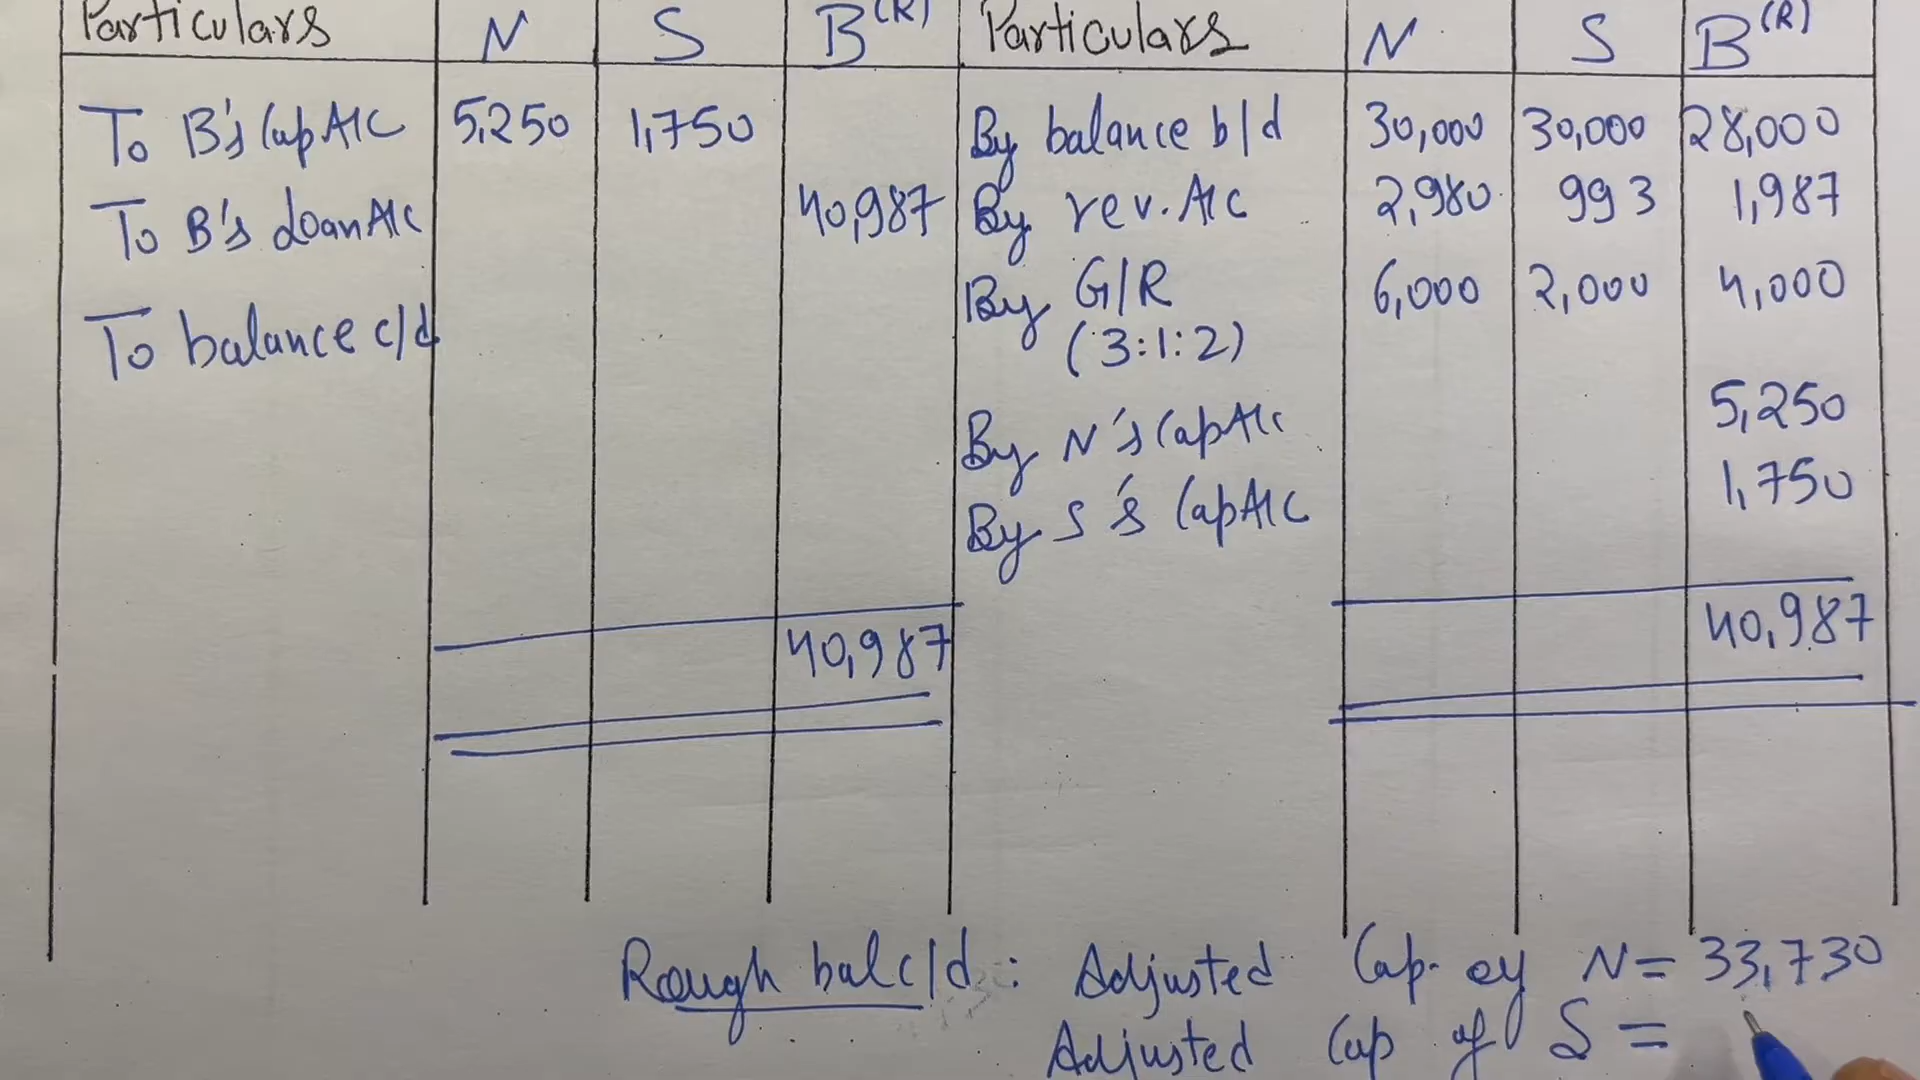 Particulars N S B(R) Particulars N S B(R)
To B's Cap A/C 5,250 1,750 By balance b/d 30,000 30,000 28,000
To B's Loan A/C 40,987 By rev. A/C 2,980 993 1,987
To balance c/d By G/R 6,000 2,000 4,000
(3:1:2)
By N's Cap A/c 5,250
By S's Cap A/C 1,750
40,987 40,987
Rough bal c/d : Adjusted Cap. of N = 33,730
Adjusted Cap of S =